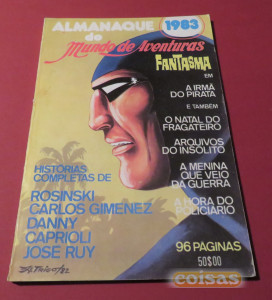 ALMANAQUE 1983
do
Mundo de Aventuras
FANTASMA
EM
A IRMÃ
DO PIRATA
E TAMBÉM
O NATAL DO
FRAGATEIRO
ARQUIVOS
DO INSÓLITO
A MENINA
QUE VEIO
DA GUERRA
A HORA DO
POLICIÁRIO
HISTÓRIAS
COMPLETAS DE
ROSINSKI
CARLOS GIMENEZ
DANNY
CAPRIOLI
JOSÉ RUY
96 PÁGINAS
50$00
coisas